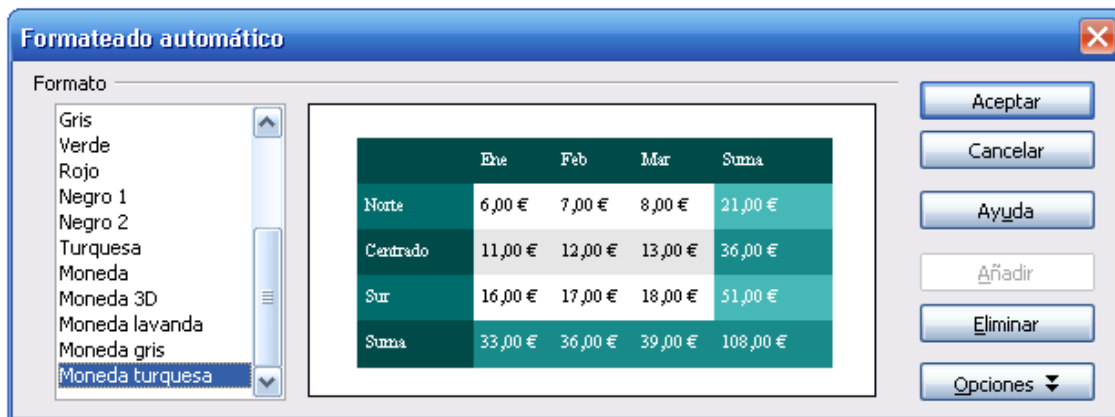 Formateado automático
Formato
Gris
Verde
Rojo
Negro 1
Negro 2
Turquesa
Moneda
Moneda 3D
Moneda lavanda
Moneda gris
Moneda turquesa
Ene Feb Mar Suma
Norte 6,00 € 7,00 € 8,00 € 21,00 €
Centrado 11,00 € 12,00 € 13,00 € 36,00 €
Sur 16,00 € 17,00 € 18,00 € 51,00 €
Suma 33,00 € 36,00 € 39,00 € 108,00 €
Aceptar
Cancelar
Ayuda
Añadir
Eliminar
Opciones